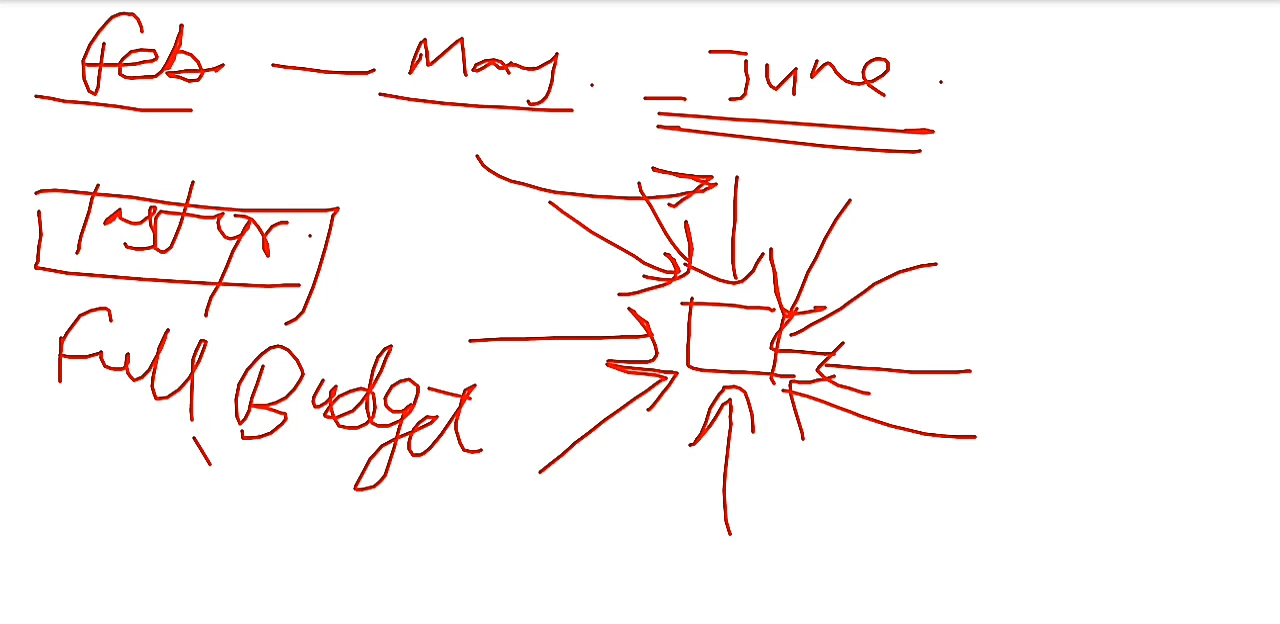 Feb — May. — June.
Last yr.
Full Budget